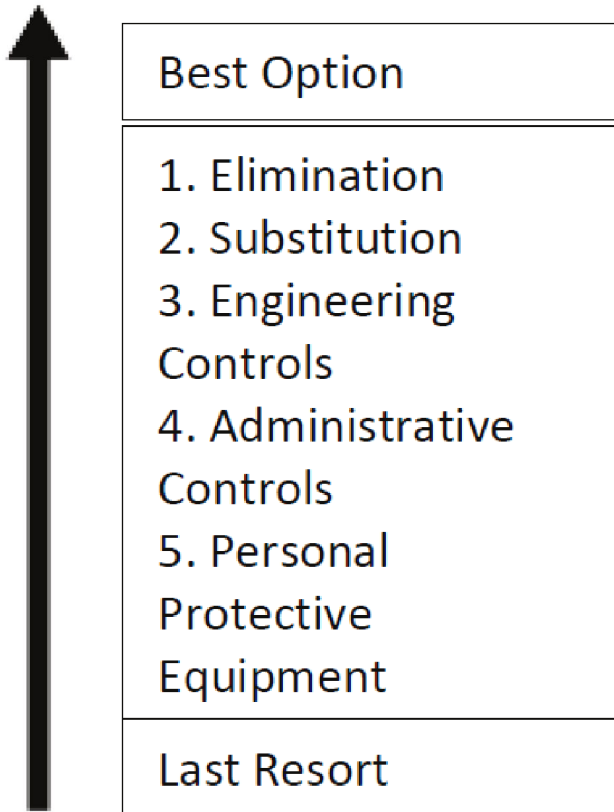 Best Option
1. Elimination
2. Substitution
3. Engineering
Controls
4. Administrative
Controls
5. Personal
Protective
Equipment
Last Resort